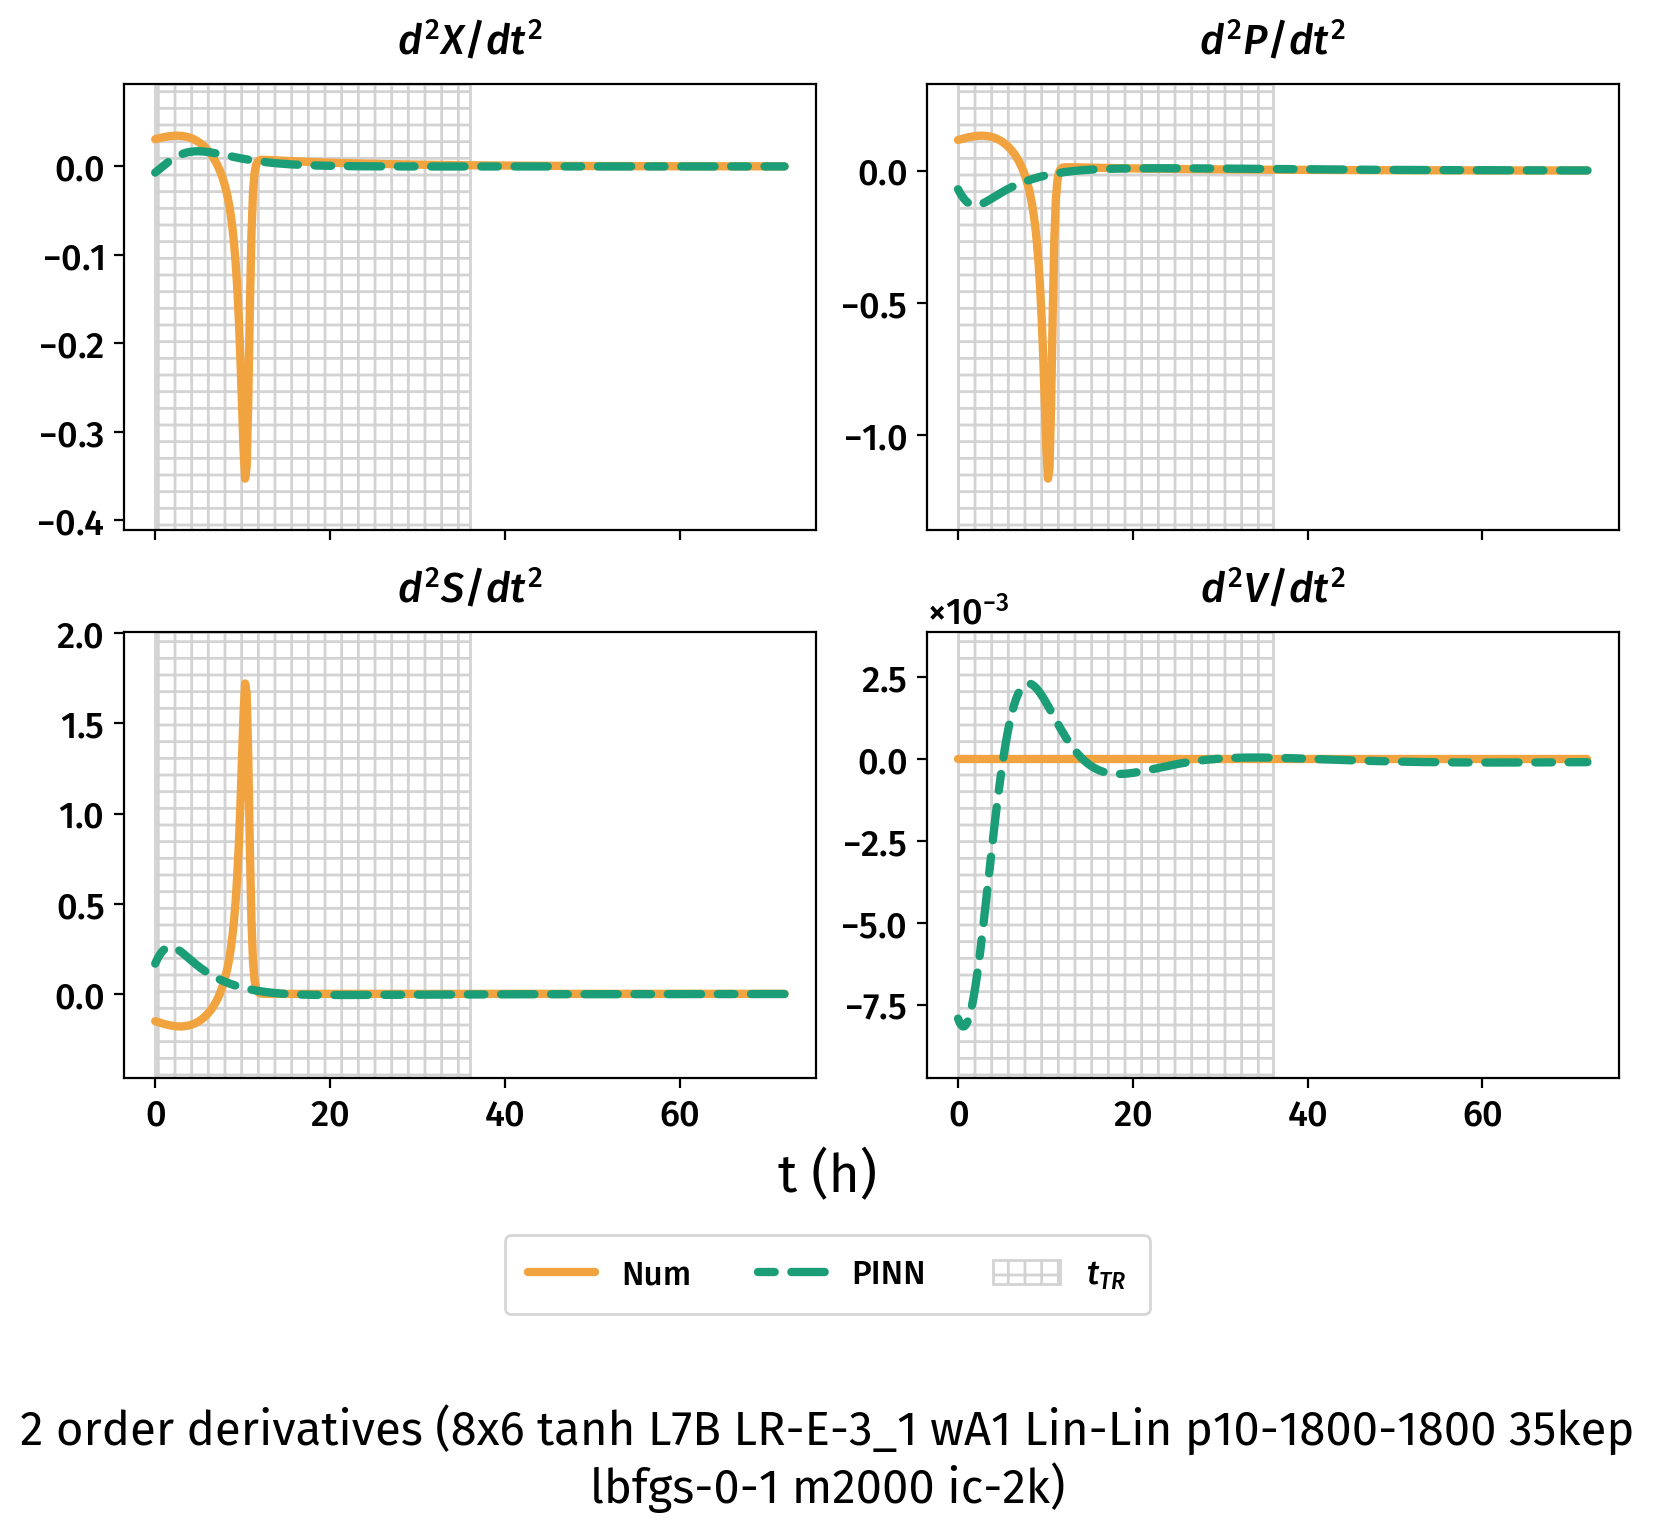 d²X/dt²
d²P/dt²
0.0
−0.1
−0.2
−0.3
−0.4
0.0
−0.5
−1.0
d²S/dt²
d²V/dt²
×10⁻³
2.0
1.5
1.0
0.5
0.0
2.5
0.0
−2.5
−5.0
−7.5
0 20 40 60
0 20 40 60
t (h)
Num PINN t_TR
2 order derivatives (8x6 tanh L7B LR-E-3_1 wA1 Lin-Lin p10-1800-1800 35kep
lbfgs-0-1 m2000 ic-2k)